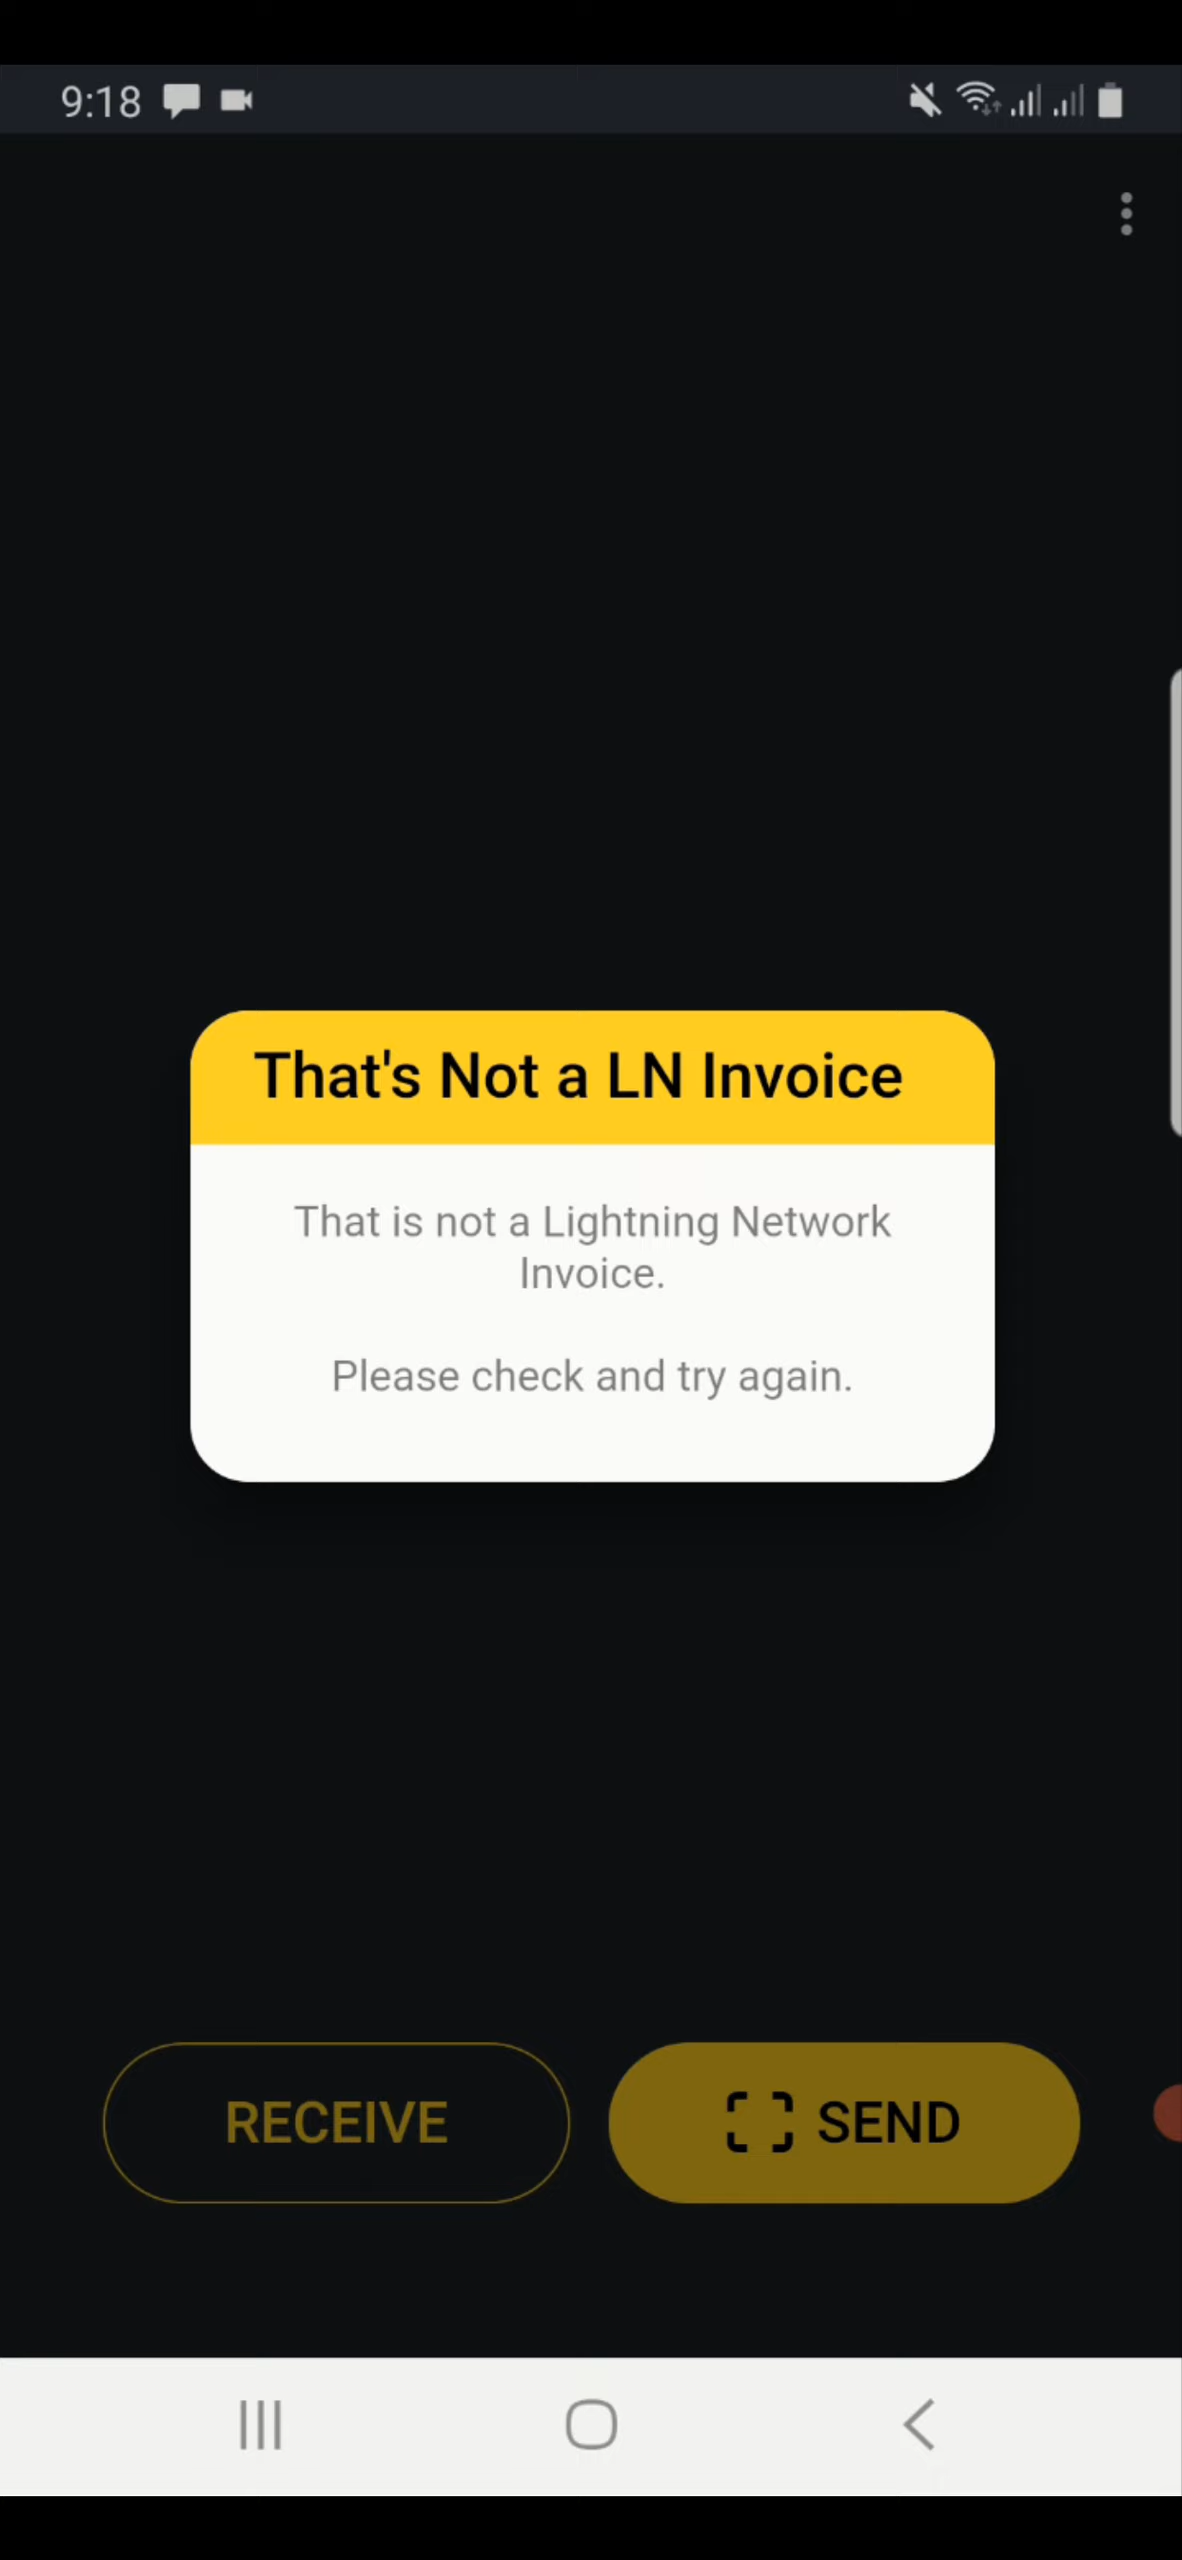 9:18
That's Not a LN Invoice
That is not a Lightning Network
Invoice.
Please check and try again.
RECEIVE
SEND